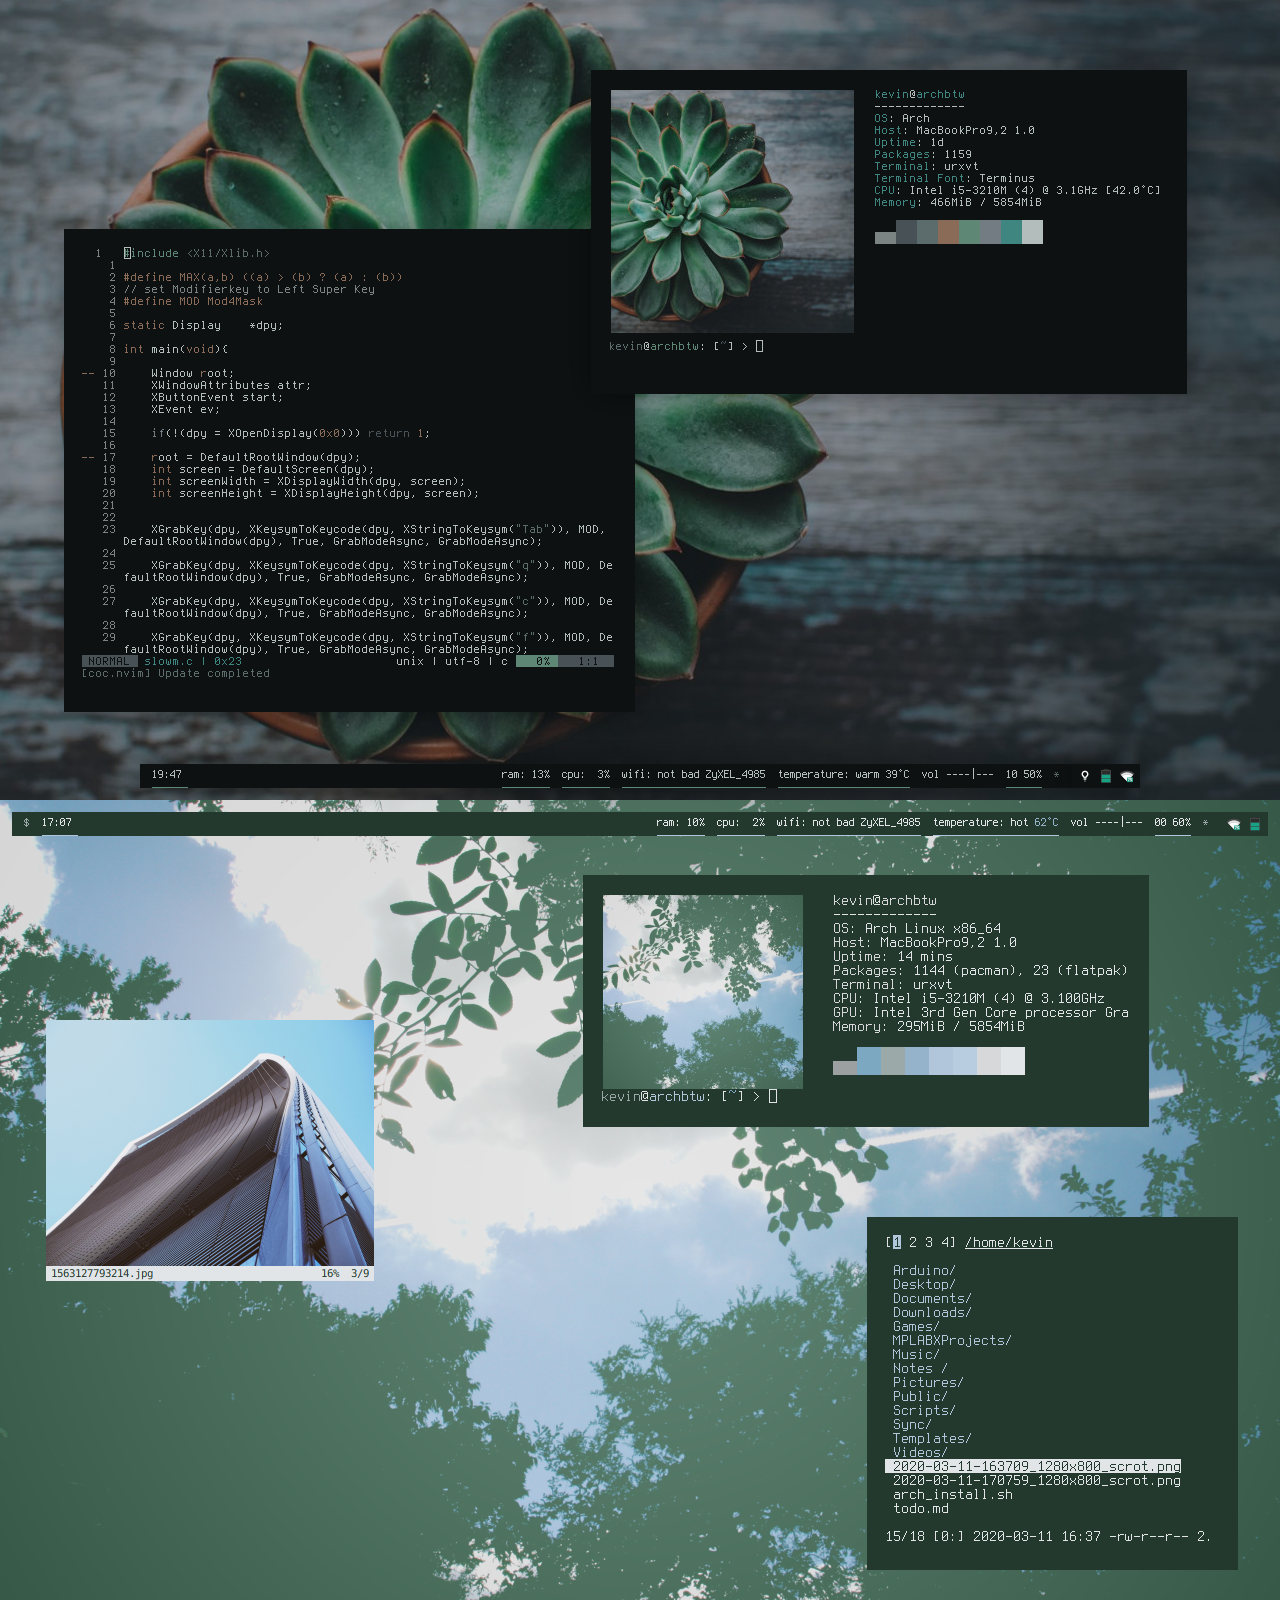 kevin@archbtw
-------------
OS: Arch
Host: MacBookPro9,2 1.0
Uptime: 1d
Packages: 1159
Terminal: urxvt
Terminal Font: Terminus
CPU: Intel i5-3210M (4) @ 3.1GHz [42.0°C]
Memory: 466MiB / 5854MiB
kevin@archbtw: [~] >
1 #include <X11/Xlib.h>
1
2 #define MAX(a,b) ((a) > (b) ? (a) : (b))
3 // set Modifierkey to Left Super Key
4 #define MOD Mod4Mask
5
6 static Display    *dpy;
7
8 int main(void){
9
-- 10     Window root;
11     XWindowAttributes attr;
12     XButtonEvent start;
13     XEvent ev;
14
15     if(!(dpy = XOpenDisplay(0x0))) return 1;
16
-- 17     root = DefaultRootWindow(dpy);
18     int screen = DefaultScreen(dpy);
19     int screenWidth = XDisplayWidth(dpy, screen);
20     int screenHeight = XDisplayHeight(dpy, screen);
21
22
23     XGrabKey(dpy, XKeysymToKeycode(dpy, XStringToKeysym("Tab")), MOD,
DefaultRootWindow(dpy), True, GrabModeAsync, GrabModeAsync);
24
25     XGrabKey(dpy, XKeysymToKeycode(dpy, XStringToKeysym("q")), MOD, De
faultRootWindow(dpy), True, GrabModeAsync, GrabModeAsync);
26
27     XGrabKey(dpy, XKeysymToKeycode(dpy, XStringToKeysym("c")), MOD, De
faultRootWindow(dpy), True, GrabModeAsync, GrabModeAsync);
28
29     XGrabKey(dpy, XKeysymToKeycode(dpy, XStringToKeysym("f")), MOD, De
faultRootWindow(dpy), True, GrabModeAsync, GrabModeAsync);
NORMAL slowm.c | 0x23 unix | utf-8 | c 0% 1:1
[coc.nvim] Update completed
19:47 ram: 13% cpu: 3% wifi: not bad ZyXEL_4985 temperature: warm 39°C vol ----|--- 10 50% *
$ 17:07 ram: 10% cpu: 2% wifi: not bad ZyXEL_4985 temperature: hot 62°C vol ----|--- 00 60% *
kevin@archbtw
-------------
OS: Arch Linux x86_64
Host: MacBookPro9,2 1.0
Uptime: 14 mins
Packages: 1144 (pacman), 23 (flatpak)
Terminal: urxvt
CPU: Intel i5-3210M (4) @ 3.100GHz
GPU: Intel 3rd Gen Core processor Gra
Memory: 295MiB / 5854MiB
kevin@archbtw: [~] >
1563127793214.jpg 16% 3/9
[1 2 3 4] /home/kevin
Arduino/
Desktop/
Documents/
Downloads/
Games/
MPLABXProjects/
Music/
Notes /
Pictures/
Public/
Scripts/
Sync/
Templates/
Videos/
2020-03-11-163709_1280x800_scrot.png
2020-03-11-170759_1280x800_scrot.png
arch_install.sh
todo.md
15/18 [0:] 2020-03-11 16:37 -rw-r--r-- 2.